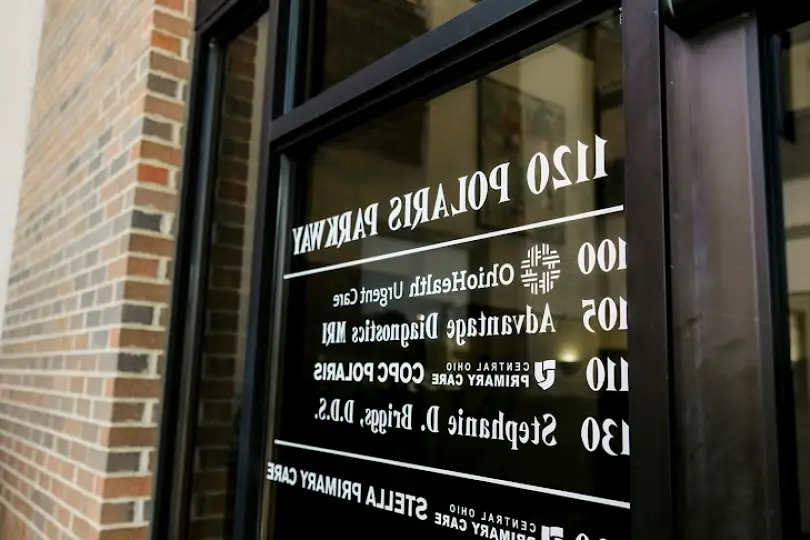 1120 POLARIS PARKWAY
100 OhioHealth Urgent Care
105 Advantage Diagnostics MRI
110 CENTRAL OHIO PRIMARY CARE COPC POLARIS
130 Stephanie D. Briggs, D.D.S.
CENTRAL OHIO PRIMARY CARE STELLA PRIMARY CARE